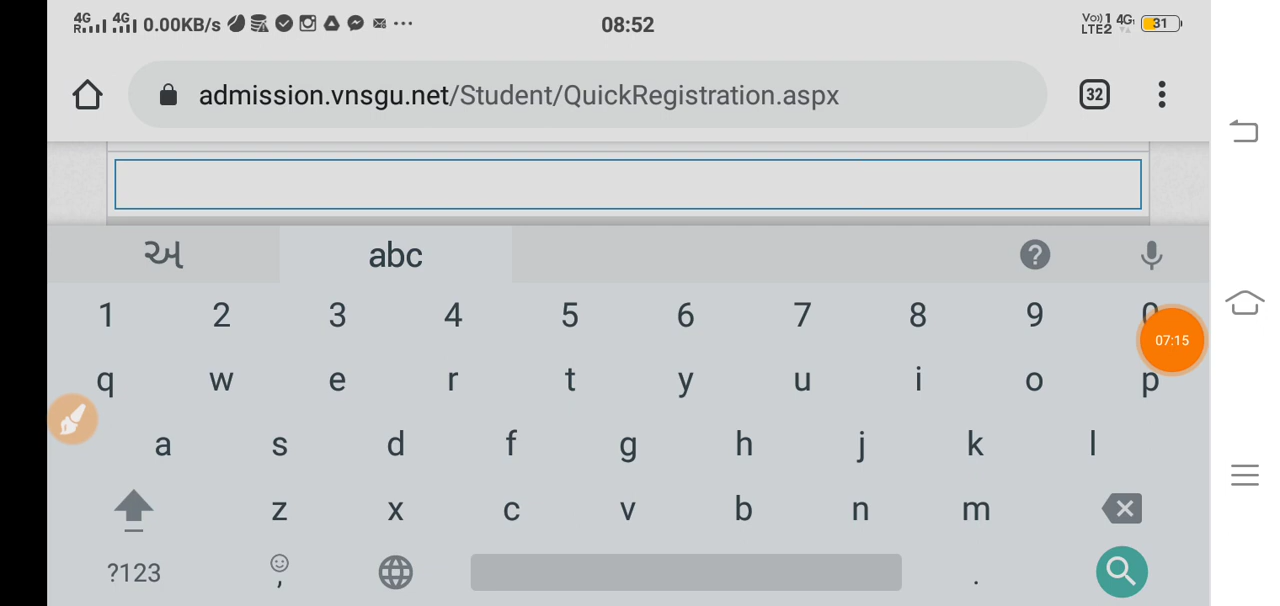 4G R 4G 0.00KB/s ... 08:52 Vo) 1 4G LTE2 31
admission.vnsgu.net/Student/QuickRegistration.aspx 32
અ abc ?
1 2 3 4 5 6 7 8 9 0
07:15
q w e r t y u i o p
a s d f g h j k l
z x c v b n m
?123 , .